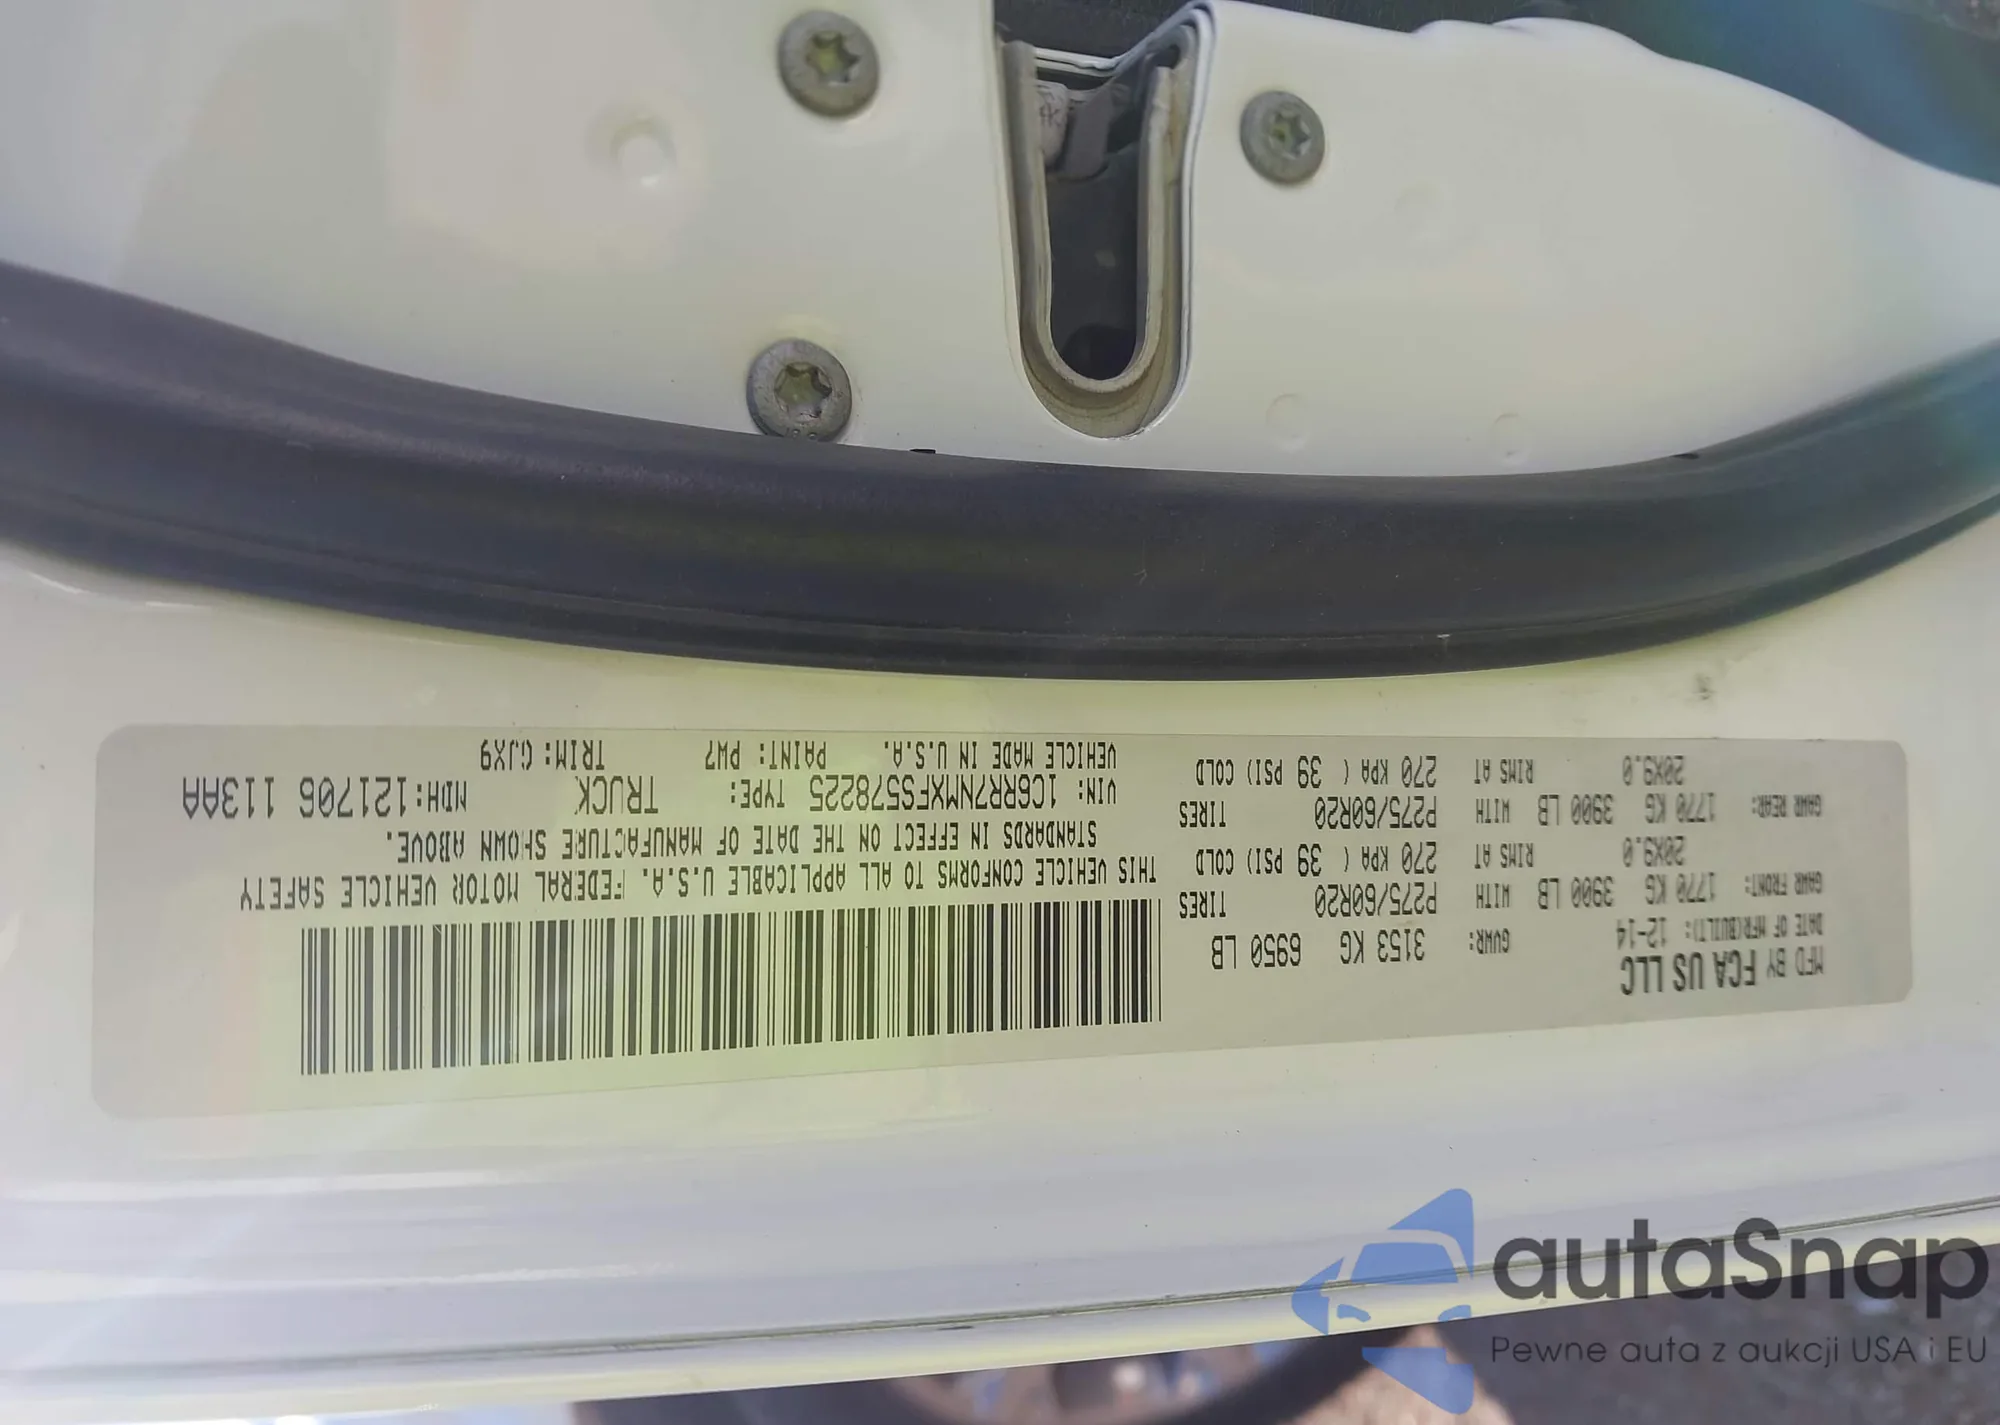 MFD BY FCA US LLC
DATE OF MFR(BUILT): 12-14
GVWR: 3153 KG 6950 LB
GAWR FRONT: 1770 KG 3900 LB WITH P275/60R20 TIRES
20X9.0 RIMS AT 270 KPA ( 39 PSI) COLD
GAWR REAR: 1770 KG 3900 LB WITH P275/60R20 TIRES
20X9.0 RIMS AT 270 KPA ( 39 PSI) COLD
THIS VEHICLE CONFORMS TO ALL APPLICABLE U.S.A. FEDERAL MOTOR VEHICLE SAFETY
STANDARDS IN EFFECT ON THE DATE OF MANUFACTURE SHOWN ABOVE.
VIN: 1C6RR7NMXFS578225 TYPE: TRUCK MDH:121706 113AA
VEHICLE MADE IN U.S.A. PAINT: PW7 TRIM: GJX9
autaSnap
Pewne auta z aukcji USA i EU